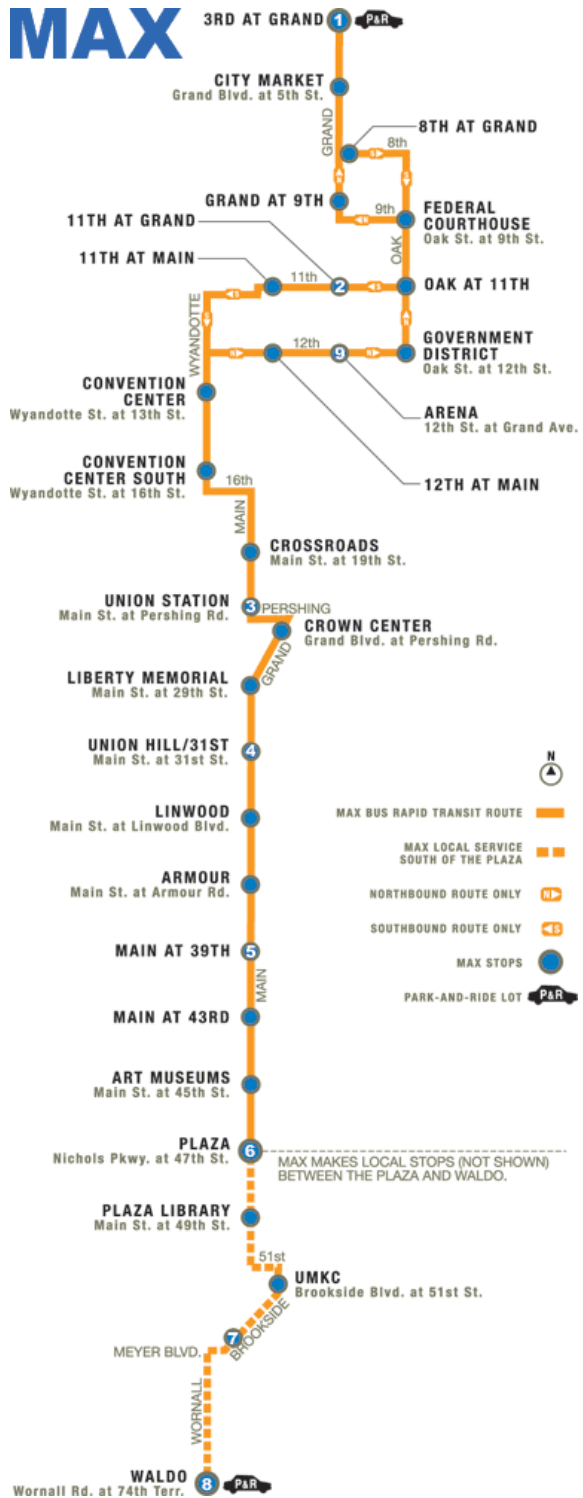 MAX
3RD AT GRAND
1
P&R
CITY MARKET
Grand Blvd. at 5th St.
GRAND
8TH AT GRAND
8th
S
S
N
GRAND AT 9TH
9th
N
FEDERAL
COURTHOUSE
Oak St. at 9th St.
11TH AT GRAND
11TH AT MAIN
OAK
11th
2
S
S
OAK AT 11TH
S
N
WYANDOTTE
12th
N
9
N
GOVERNMENT
DISTRICT
Oak St. at 12th St.
CONVENTION
CENTER
Wyandotte St. at 13th St.
ARENA
12th St. at Grand Ave.
CONVENTION
CENTER SOUTH
Wyandotte St. at 16th St.
16th
12TH AT MAIN
MAIN
CROSSROADS
Main St. at 19th St.
UNION STATION
Main St. at Pershing Rd.
3
PERSHING
CROWN CENTER
Grand Blvd. at Pershing Rd.
GRAND
LIBERTY MEMORIAL
Main St. at 29th St.
UNION HILL/31ST
Main St. at 31st St.
4
N
LINWOOD
Main St. at Linwood Blvd.
MAX BUS RAPID TRANSIT ROUTE
MAX LOCAL SERVICE
SOUTH OF THE PLAZA
ARMOUR
Main St. at Armour Rd.
NORTHBOUND ROUTE ONLY
N
SOUTHBOUND ROUTE ONLY
S
MAIN AT 39TH
5
MAX STOPS
MAIN
PARK-AND-RIDE LOT
P&R
MAIN AT 43RD
ART MUSEUMS
Main St. at 45th St.
PLAZA
Nichols Pkwy. at 47th St.
6
MAX MAKES LOCAL STOPS (NOT SHOWN)
BETWEEN THE PLAZA AND WALDO.
PLAZA LIBRARY
Main St. at 49th St.
51st
UMKC
Brookside Blvd. at 51st St.
BROOKSIDE
7
MEYER BLVD.
WORNALL
WALDO
Wornall Rd. at 74th Terr.
8
P&R